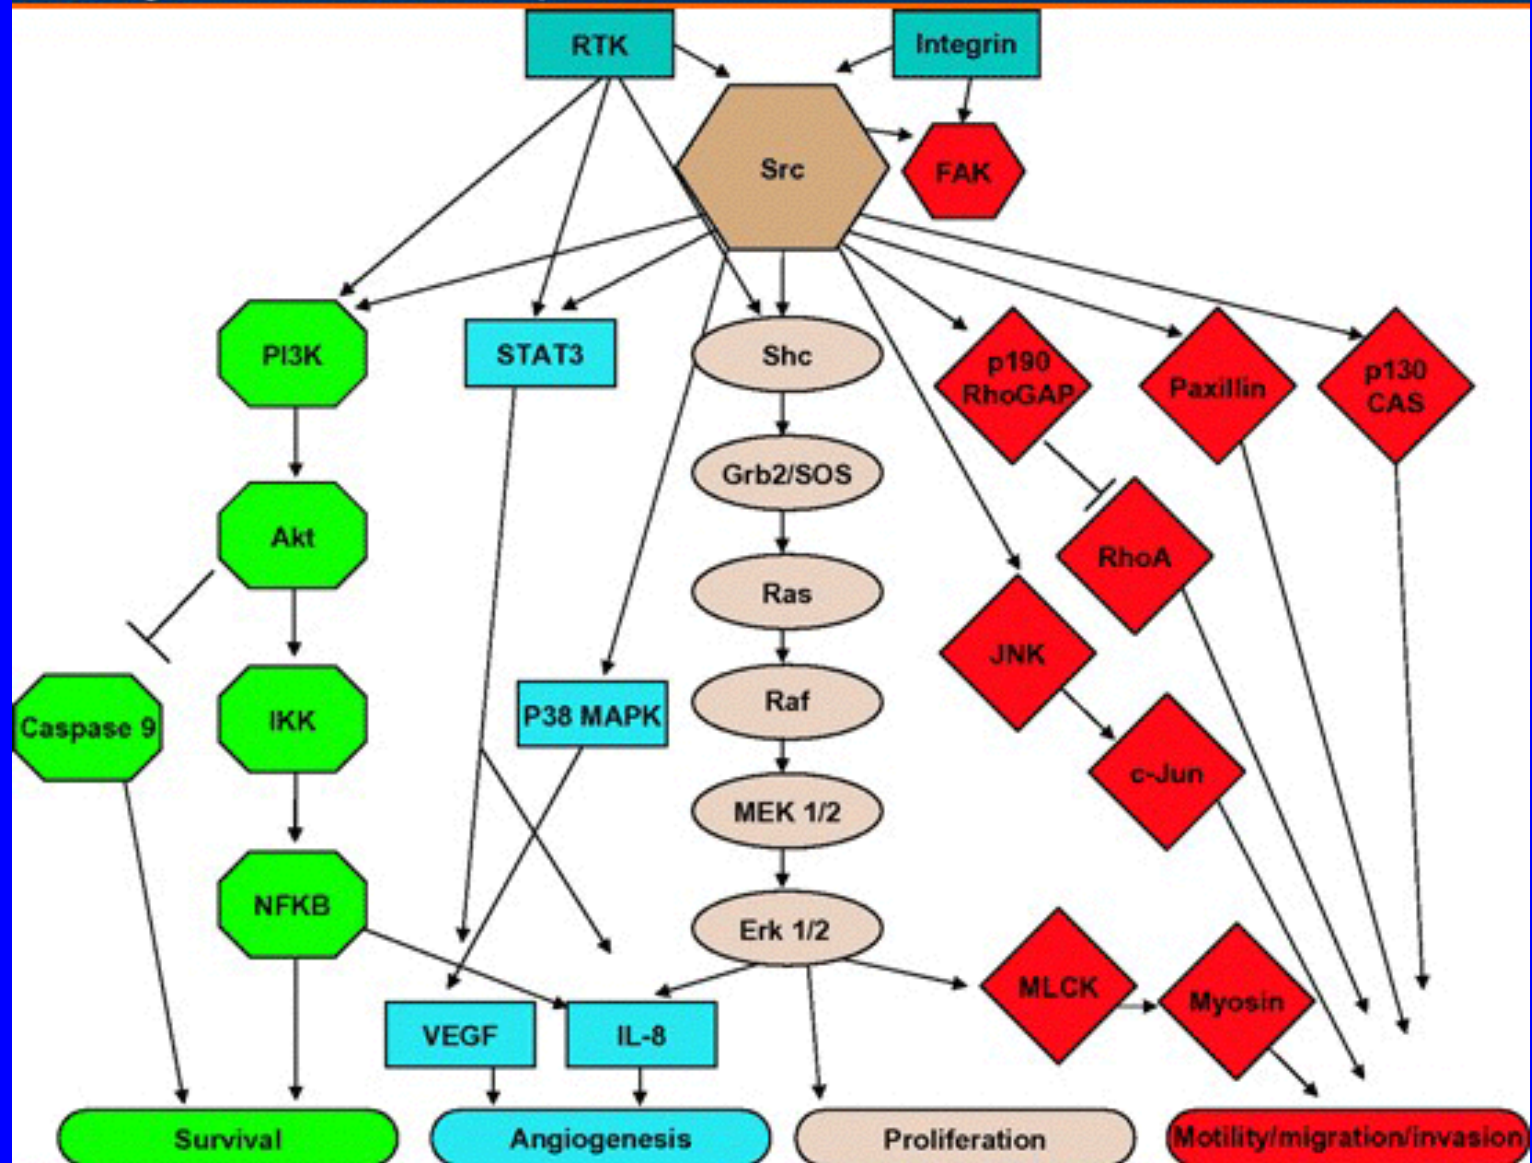 RTK
Integrin
Src
FAK
PI3K
STAT3
Shc
p190
RhoGAP
Paxillin
p130
CAS
Grb2/SOS
Akt
RhoA
Ras
JNK
Caspase 9
IKK
P38 MAPK
Raf
c-Jun
MEK 1/2
NFKB
Erk 1/2
MLCK
Myosin
VEGF
IL-8
Survival
Angiogenesis
Proliferation
Motility/migration/invasion